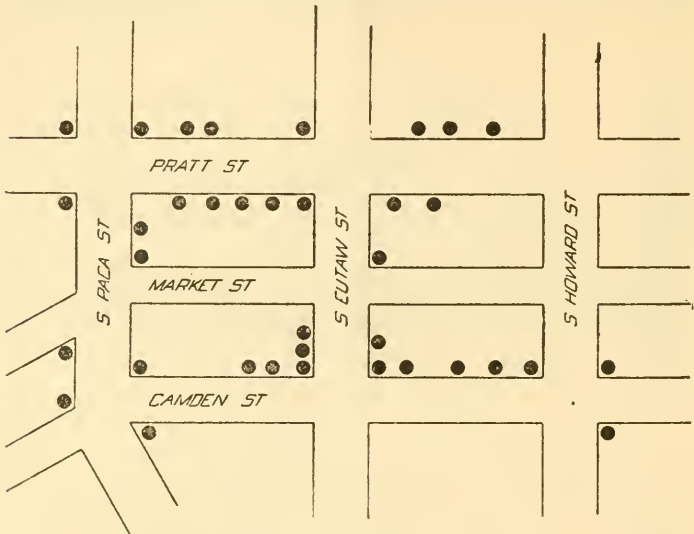 PRATT ST
S PACA ST
S EUTAW ST
S HOWARD ST
MARKET ST
CAMDEN ST